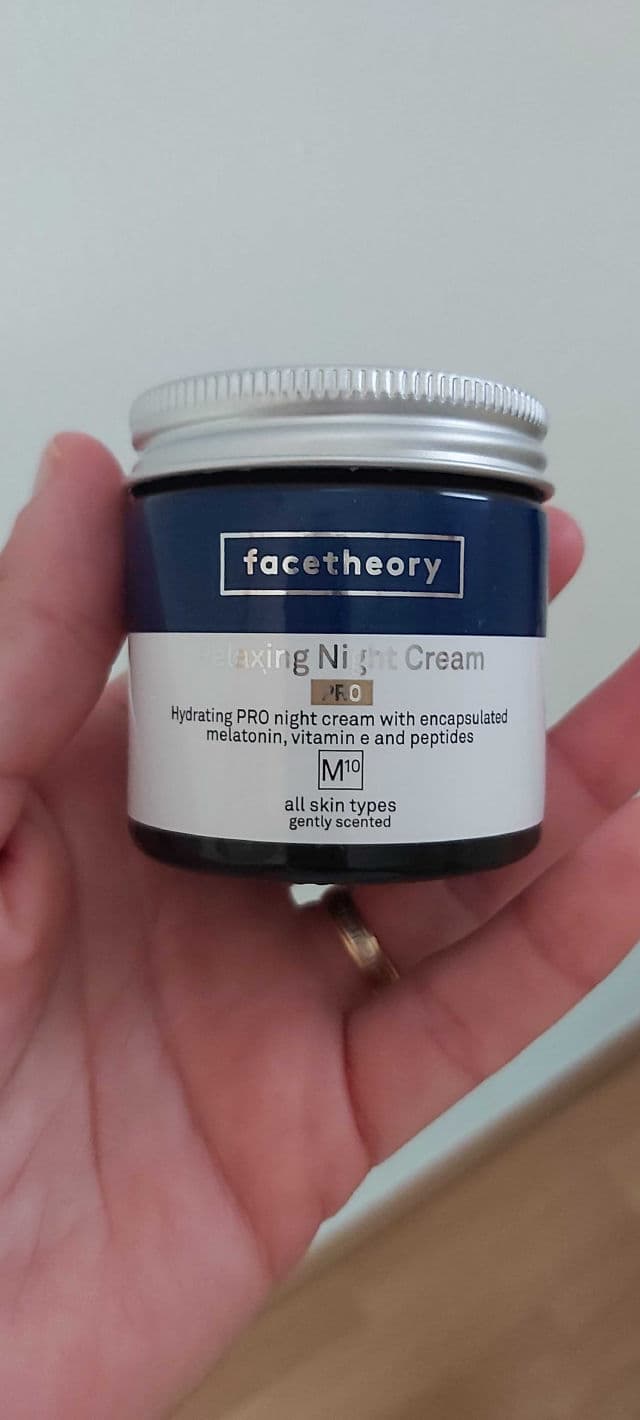 facetheory
Relaxing Night Cream
PRO
Hydrating PRO night cream with encapsulated
melatonin, vitamin e and peptides
M10
all skin types
gently scented